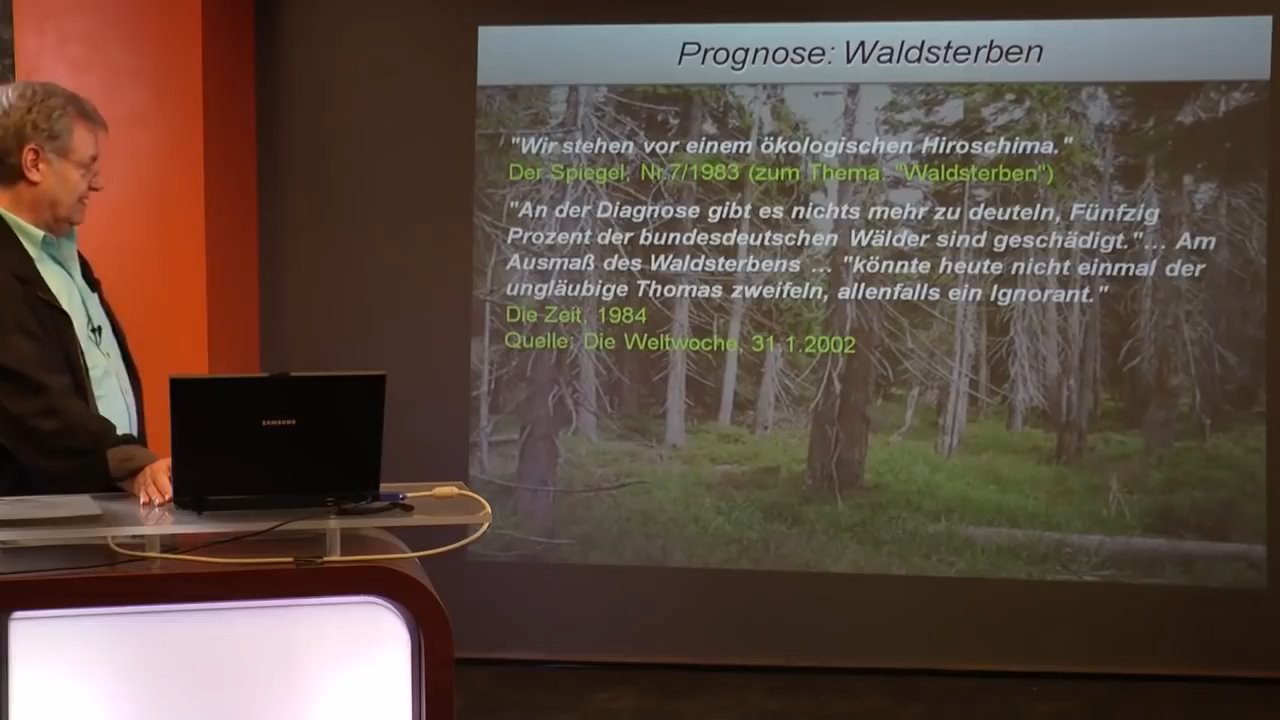 Prognose: Waldsterben
"Wir stehen vor einem ökologischen Hiroschima."
Der Spiegel, Nr.7/1983 (zum Thema: "Waldsterben")
"An der Diagnose gibt es nichts mehr zu deuteln, Fünfzig
Prozent der bundesdeutschen Wälder sind geschädigt."... Am
Ausmaß des Waldsterbens ... "könnte heute nicht einmal der
ungläubige Thomas zweifeln, allenfalls ein Ignorant."
Die Zeit, 1984
Quelle: Die Weltwoche, 31.1.2002
SAMSUNG